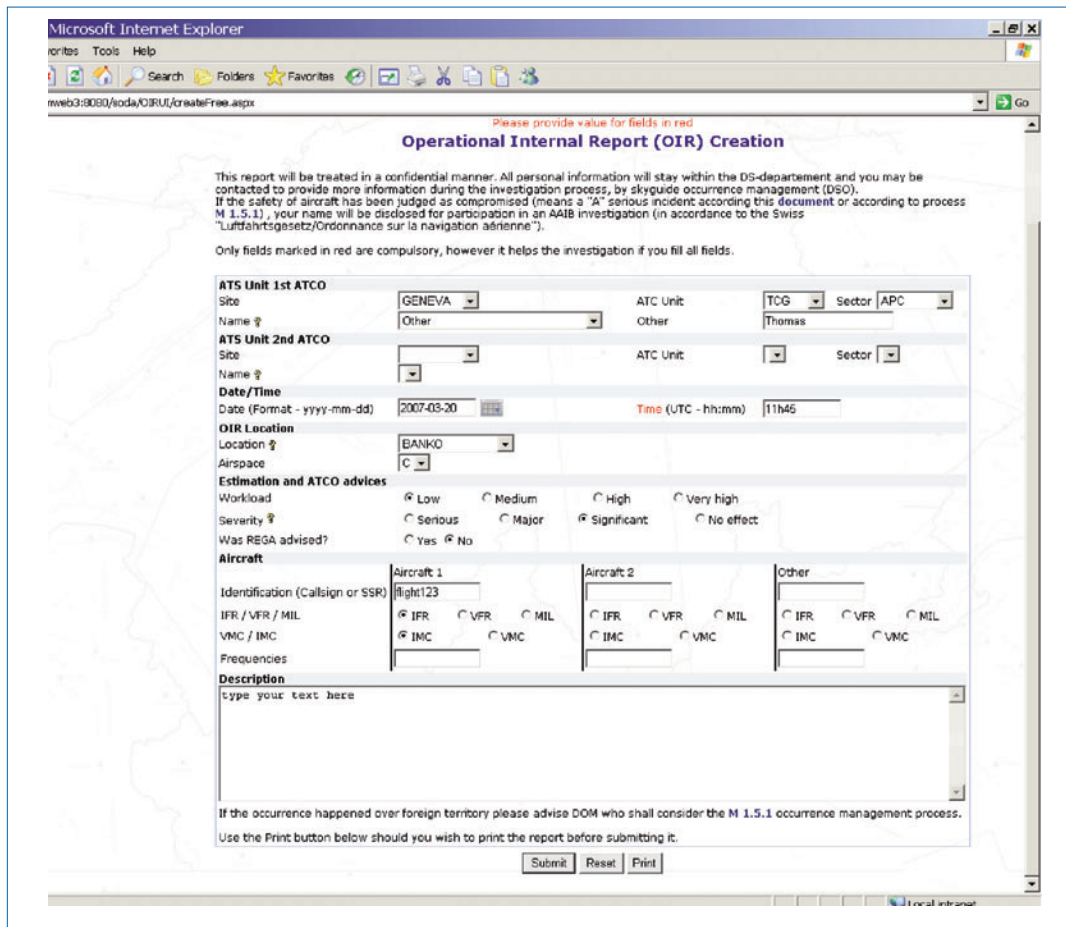 Microsoft Internet Explorer
Tools Help
Search Folders Favorites
nweb3:8080/soda/OIRUI/createFree.aspx Go
Please provide value for fields in red
Operational Internal Report (OIR) Creation
This report will be treated in a confidential manner. All personal information will stay within the DS-departement and you may be
contacted to provide more information during the investigation process, by skyguide occurrence management (DSO).
If the safety of aircraft has been judged as compromised (means a "A" serious incident according this document or according to process
M 1.5.1) , your name will be disclosed for participation in an AAIB investigation (in accordance to the Swiss
"Luftfahrtsgesetz/Ordonnance sur la navigation aérienne").
Only fields marked in red are compulsory, however it helps the investigation if you fill all fields.
ATS Unit 1st ATCO
Site GENEVA ATC Unit TCG Sector APC
Name Other Other Thomas
ATS Unit 2nd ATCO
Site ATC Unit Sector
Name
Date/Time
Date (Format - yyyy-mm-dd) 2007-03-20 Time (UTC - hh:mm) 11h46
OIR Location
Location BANKO
Airspace C
Estimation and ATCO advices
Workload Low Medium High Very high
Severity Serious Major Significant No effect
Was REGA advised? Yes No
Aircraft
Aircraft 1 Aircraft 2 Other
Identification (Callsign or SSR) flight123
IFR / VFR / MIL IFR VFR MIL IFR VFR MIL IFR VFR MIL
VMC / IMC IMC VMC IMC VMC IMC VMC
Frequencies
Description
type your text here
If the occurrence happened over foreign territory please advise DOM who shall consider the M 1.5.1 occurrence management process.
Use the Print button below should you wish to print the report before submitting it.
Submit Reset Print
Local intranet